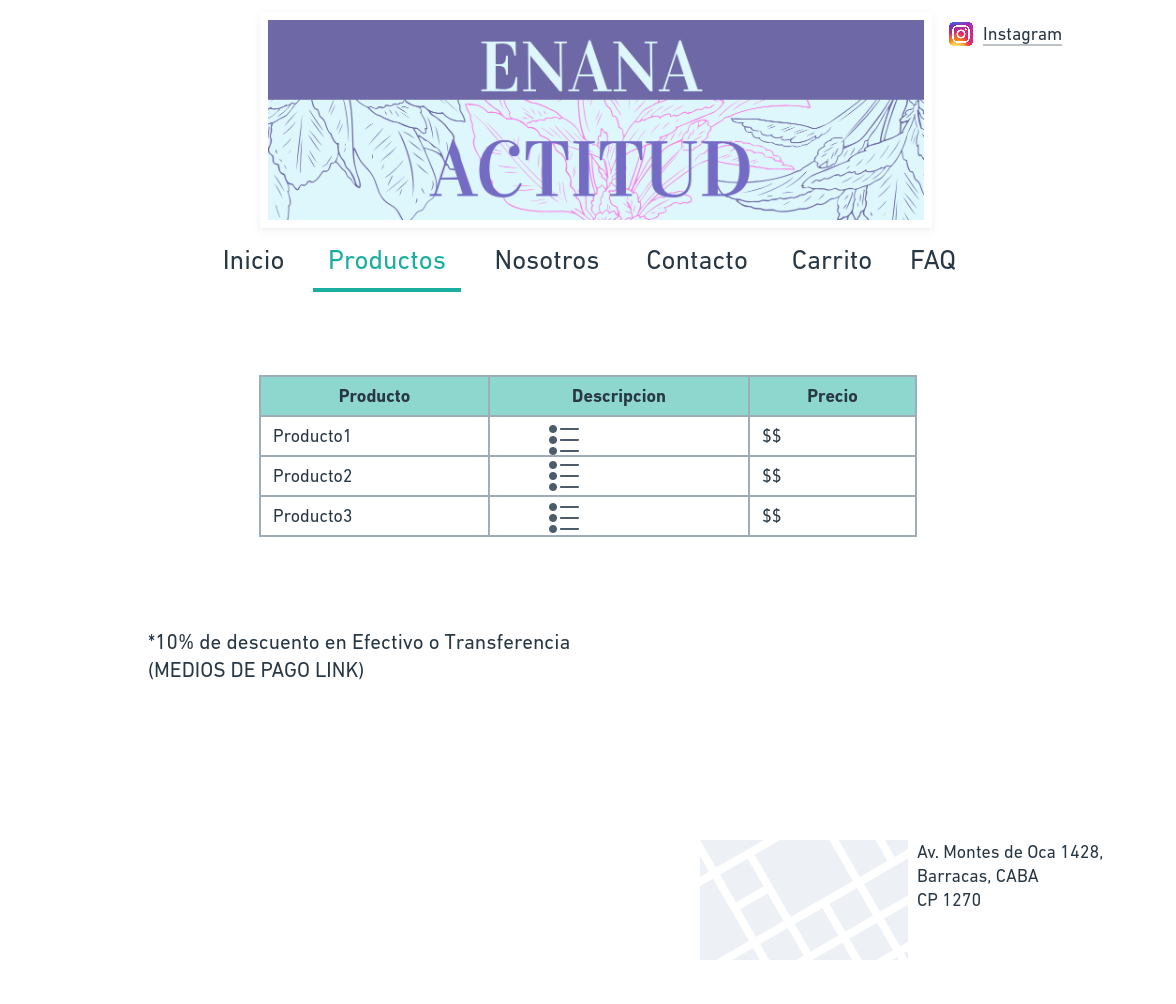 ENANA
ACTITUD
Instagram
Inicio Productos Nosotros Contacto Carrito FAQ
Producto Descripcion Precio
Producto1 $$
Producto2 $$
Producto3 $$
*10% de descuento en Efectivo o Transferencia
(MEDIOS DE PAGO LINK)
Av. Montes de Oca 1428,
Barracas, CABA
CP 1270